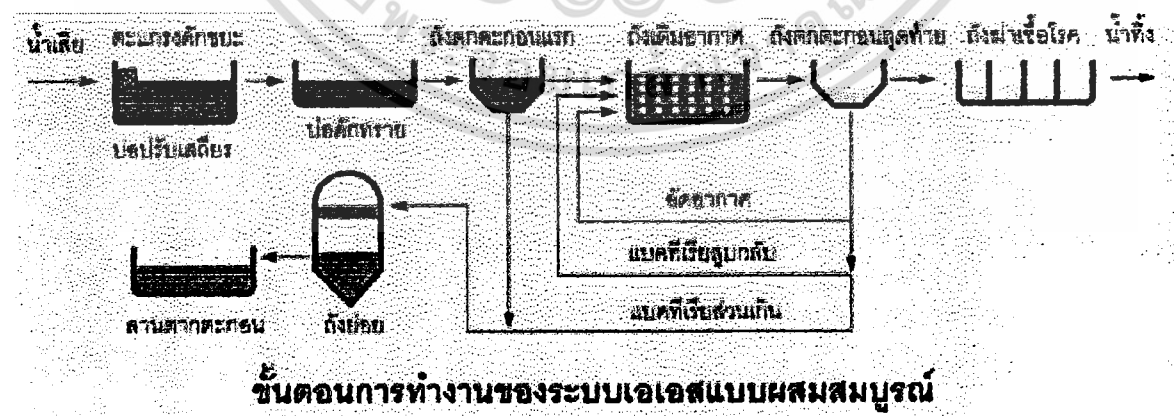 น้ำเสีย
ตะแกรงดักขยะ
ถังตกตะกอนแรก
ถังเติมอากาศ
ถังตกตะกอนสุดท้าย
ถังฆ่าเชื้อโรค
น้ำทิ้ง
บ่อปรับเสถียร
บ่อดักทราย
อัดอากาศ
แบคทีเรียสูบกลับ
แบคทีเรียส่วนเกิน
ลานตากตะกอน
ถังย่อย
ขั้นตอนการทำงานของระบบเอเอสแบบผสมสมบูรณ์